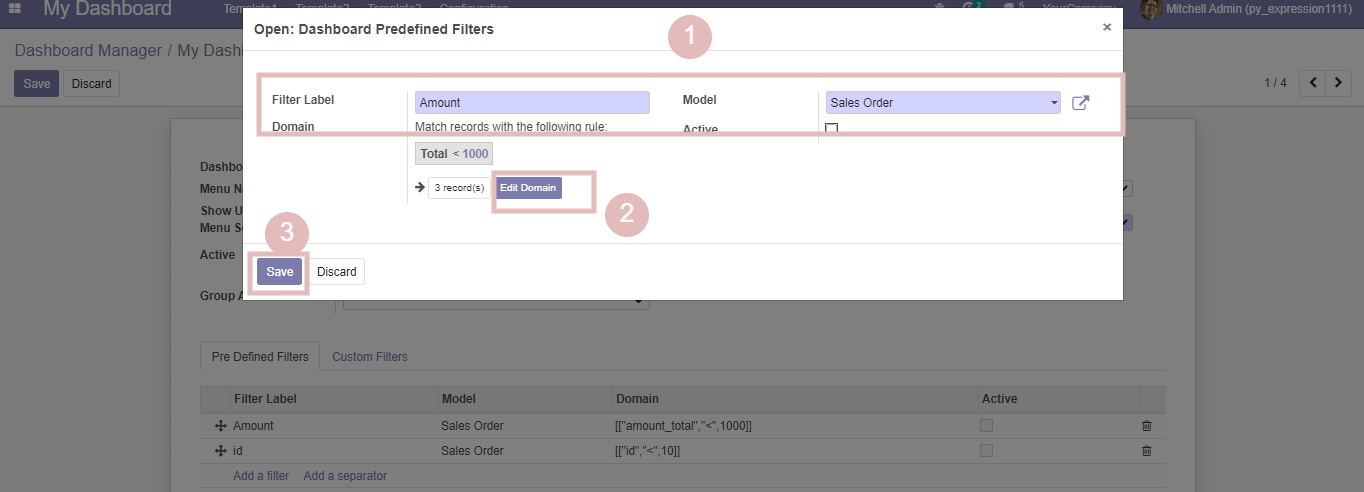 My Dashboard Template1 Template2 Template3 Configuration 2 5 YourCompany Mitchell Admin (py_expression1111)
Open: Dashboard Predefined Filters ×
1
Dashboard Manager / My Dash
Save Discard 1 / 4
Filter Label Amount Model Sales Order
Domain Match records with the following rule: Active
Total < 1000
Dashbo
3 record(s) Edit Domain
Menu Na
2
Show U
Menu Se
3
Active
Save Discard
Group A
Pre Defined Filters Custom Filters
Filter Label Model Domain Active
Amount Sales Order [["amount_total","<",1000]]
id Sales Order [["id","<",10]]
Add a filter Add a separator